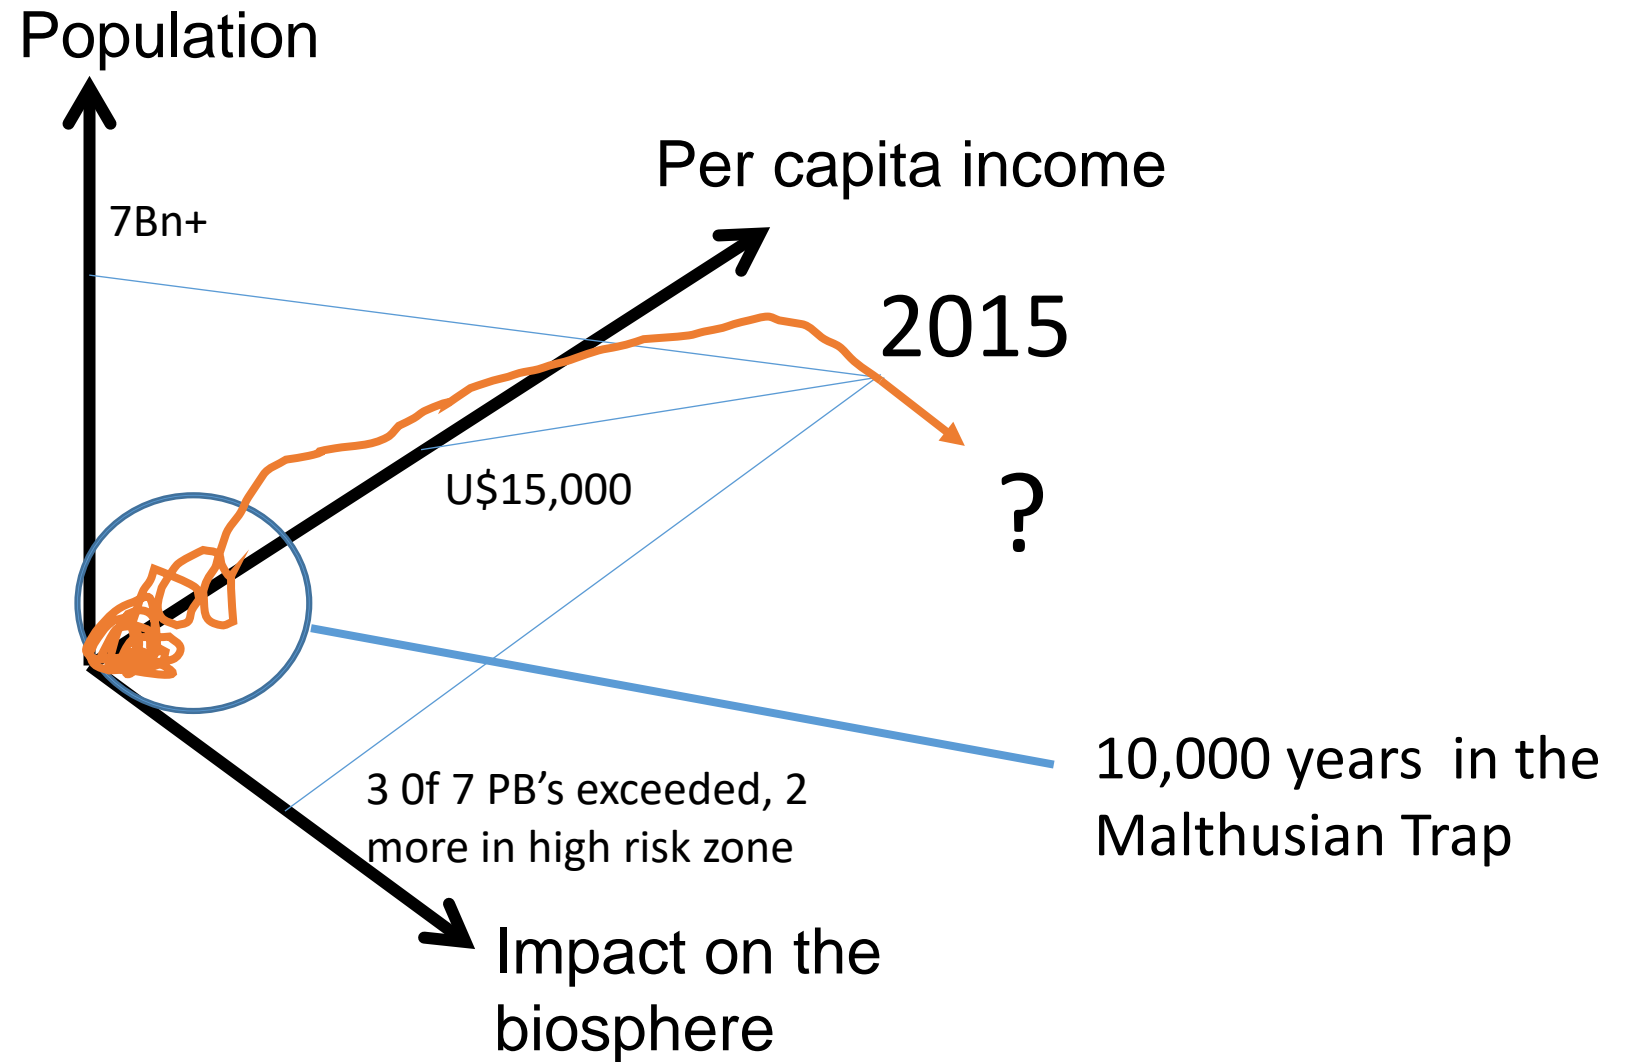 Population
Per capita income
7Bn+
2015
U$15,000
?
10,000 years  in the
Malthusian Trap
3 0f 7 PB’s exceeded, 2
more in high risk zone
Impact on the
biosphere